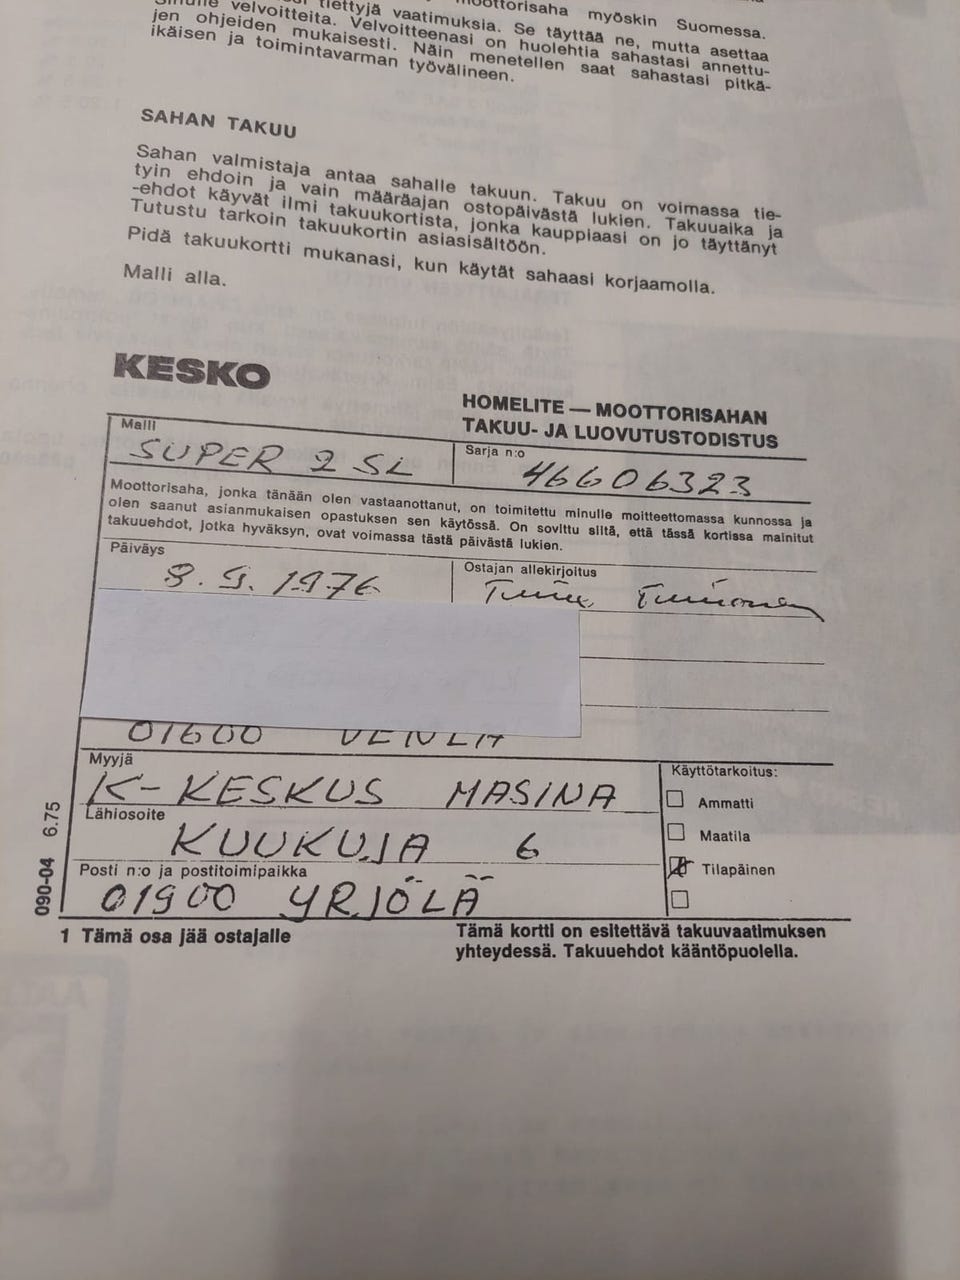 moottorisaha myöskin Suomessa.
tiettyjä vaatimuksia. Se täyttää ne, mutta asettaa
velvoitteita. Velvoitteenasi on huolehtia sahastasi annettu-
jen ohjeiden mukaisesti. Näin menetellen saat sahastasi pitkä-
ikäisen ja toimintavarman työvälineen.
SAHAN TAKUU
Sahan valmistaja antaa sahalle takuun. Takuu on voimassa tie-
tyin ehdoin ja vain määräajan ostopäivästä lukien. Takuuaika ja
-ehdot käyvät ilmi takuukortista, jonka kauppiaasi on jo täyttänyt
Tutustu tarkoin takuukortin asiasisältöön.
Pidä takuukortti mukanasi, kun käytät sahaasi korjaamolla.
Malli alla.
KESKO
HOMELITE — MOOTTORISAHAN
TAKUU- JA LUOVUTUSTODISTUS
Malli
SUPER 2 SL
Sarja n:o
46606323
Moottorisaha, jonka tänään olen vastaanottanut, on toimitettu minulle moitteettomassa kunnossa ja
olen saanut asianmukaisen opastuksen sen käytössä. On sovittu siitä, että tässä kortissa mainitut
takuuehdot, jotka hyväksyn, ovat voimassa tästä päivästä lukien.
Päiväys
Ostajan allekirjoitus
1976
01600
Myyjä
K-KESKUS MASINA
Lähiosoite
KUUKUJA 6
Posti n:o ja postitoimipaikka
01900 YRJÖLÄ
Käyttötarkoitus:
Ammatti
Maatila
Tilapäinen
090-04 6.75
1 Tämä osa jää ostajalle
Tämä kortti on esitettävä takuuvaatimuksen
yhteydessä. Takuuehdot kääntöpuolella.